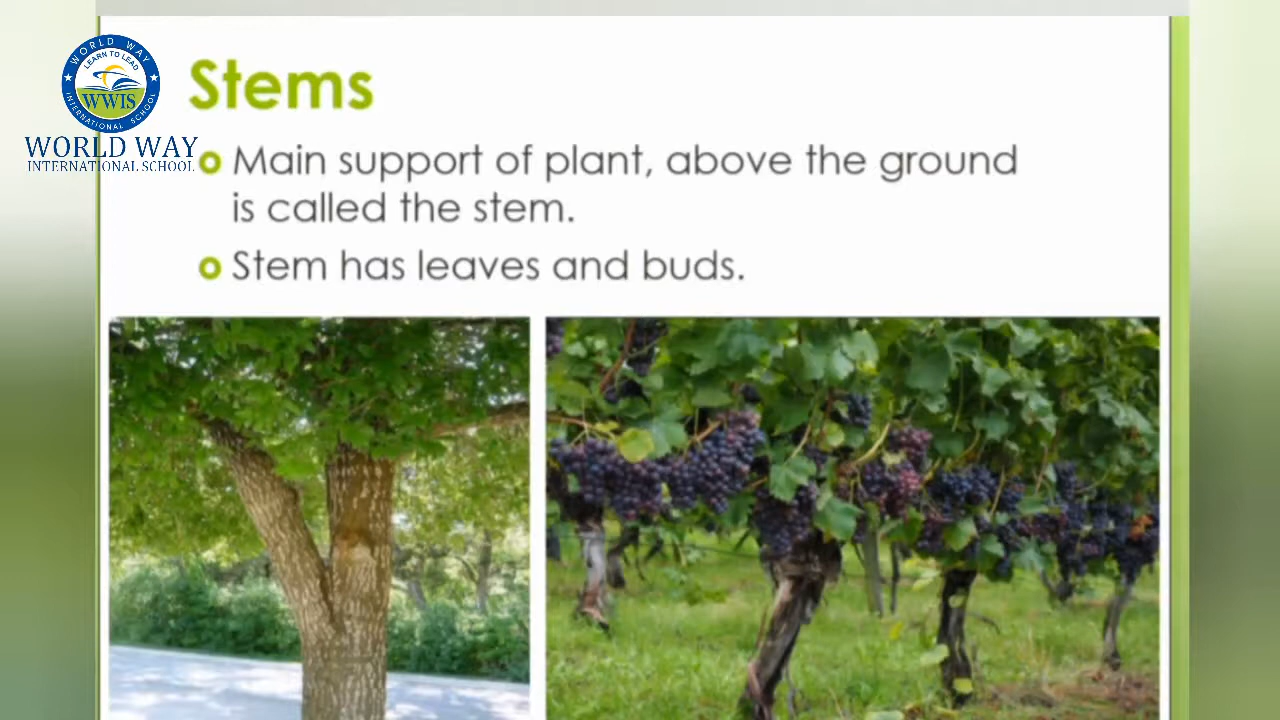 WORLD WAY
LEARN TO LEAD
WWIS
INTERNATIONAL SCHOOL
WORLD WAY
INTERNATIONAL SCHOOL
Stems
Main support of plant, above the ground
is called the stem.
Stem has leaves and buds.